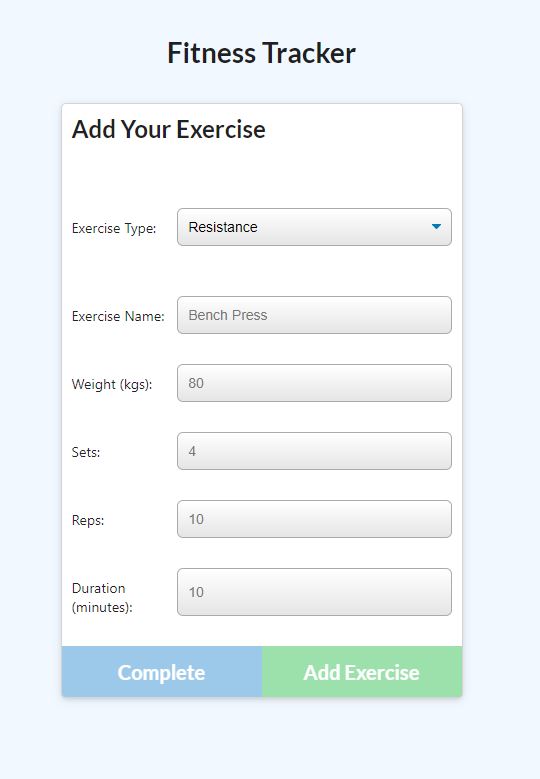 Fitness Tracker
Add Your Exercise
Exercise Type: Resistance
Exercise Name: Bench Press
Weight (kgs): 80
Sets: 4
Reps: 10
Duration (minutes): 10
Complete Add Exercise